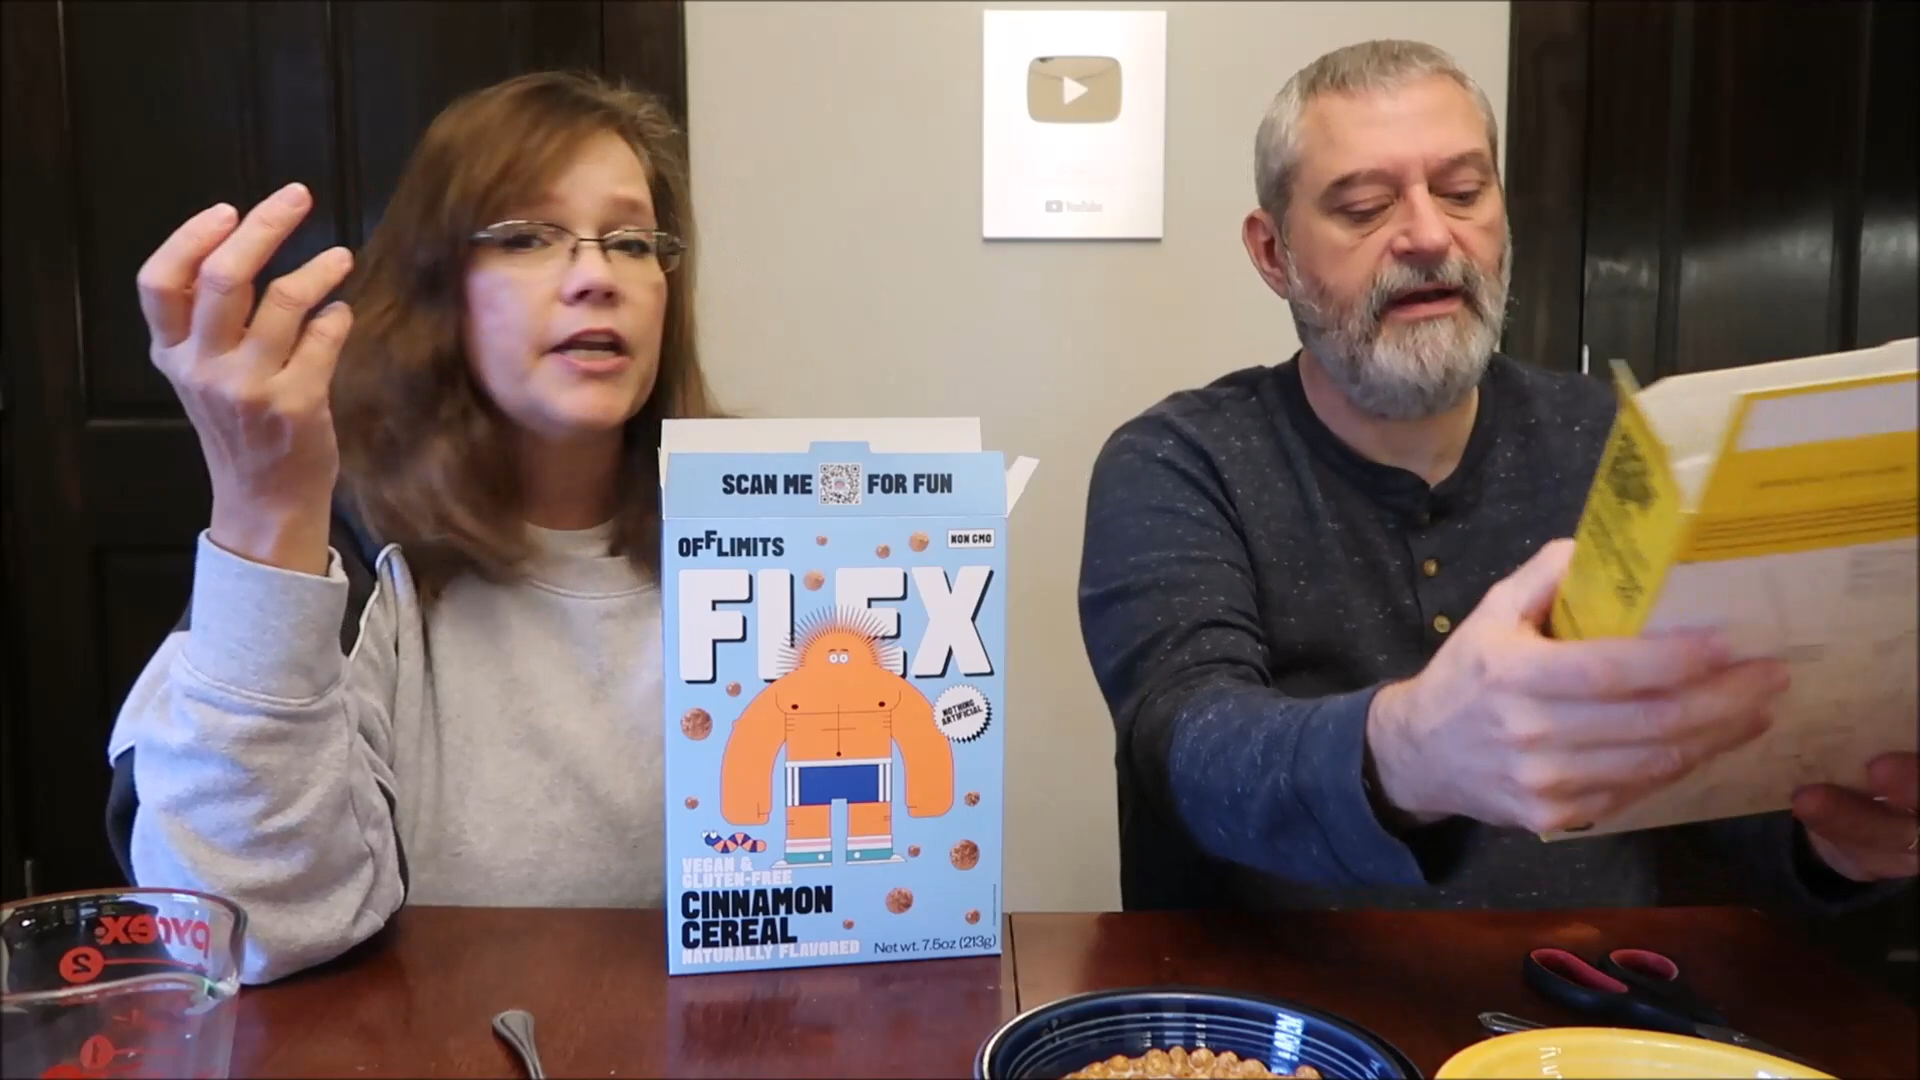 YouTube
SCAN ME FOR FUN
OFFLIMITS
NON GMO
FLEX
NOTHING
ARTIFICIAL
VEGAN &
GLUTEN-FREE
CINNAMON
CEREAL
NATURALLY FLAVORED
Net wt. 7.5oz (213g)
pyrex
2
1